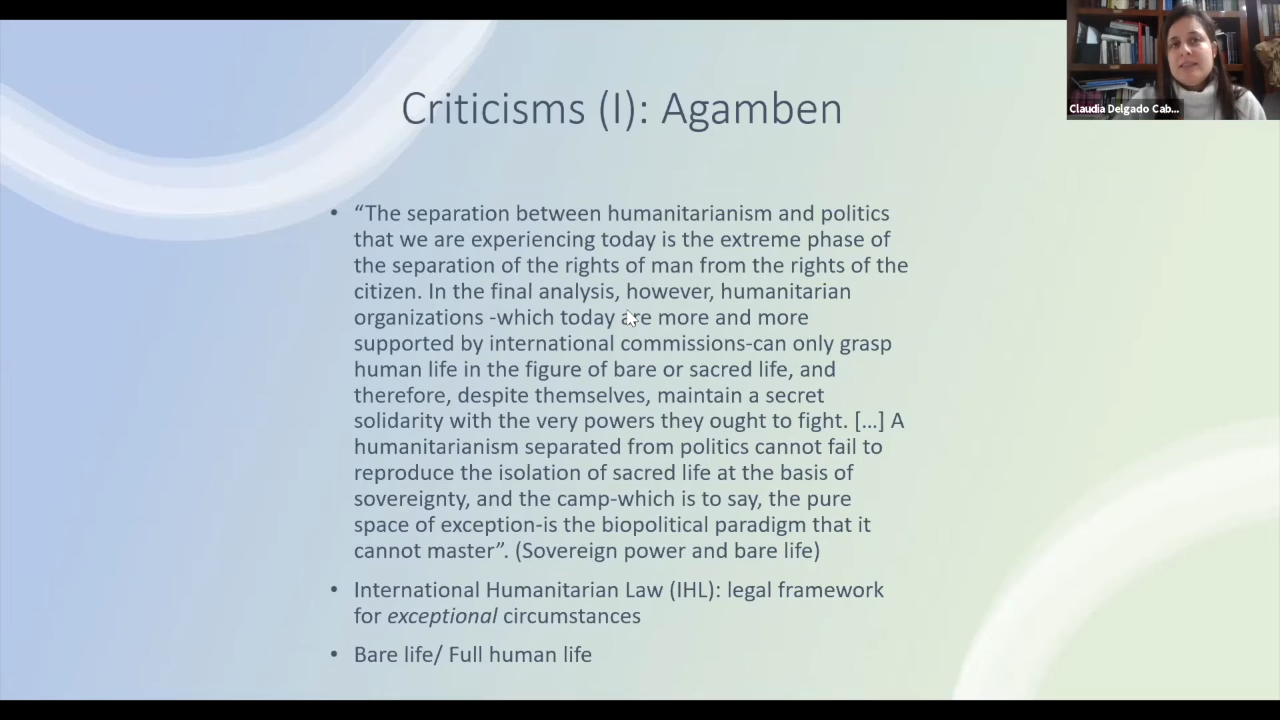 Criticisms (I): Agamben
Claudia Delgado Cab...
• “The separation between humanitarianism and politics
that we are experiencing today is the extreme phase of
the separation of the rights of man from the rights of the
citizen. In the final analysis, however, humanitarian
organizations -which today are more and more
supported by international commissions-can only grasp
human life in the figure of bare or sacred life, and
therefore, despite themselves, maintain a secret
solidarity with the very powers they ought to fight. […] A
humanitarianism separated from politics cannot fail to
reproduce the isolation of sacred life at the basis of
sovereignty, and the camp-which is to say, the pure
space of exception-is the biopolitical paradigm that it
cannot master”. (Sovereign power and bare life)
• International Humanitarian Law (IHL): legal framework
for exceptional circumstances
• Bare life/ Full human life